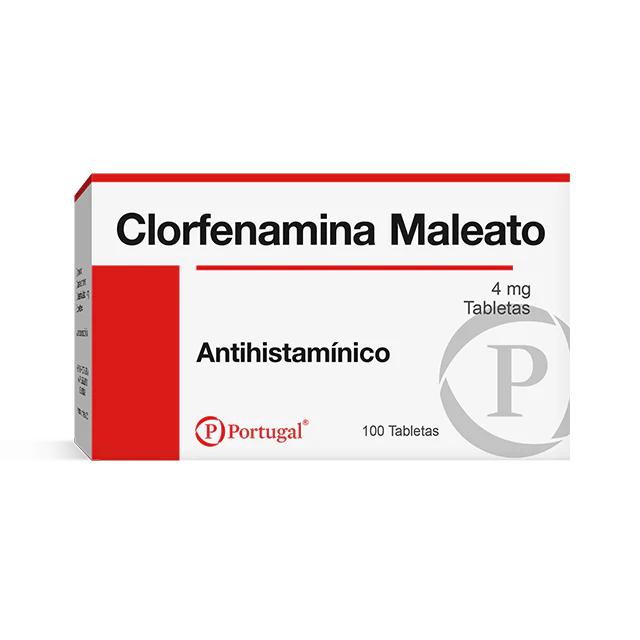 Clorfenamina Maleato
4 mg
Tabletas
Antihistamínico
P
P Portugal®
100 Tabletas